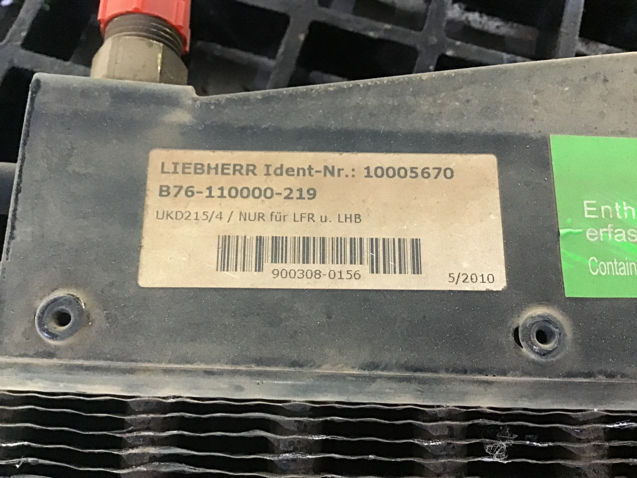 LIEBHERR Ident-Nr.: 10005670
B76-110000-219
UKD215/4 / NUR für LFR u. LHB
900308-0156
5/2010
Enth
erfas
Contain